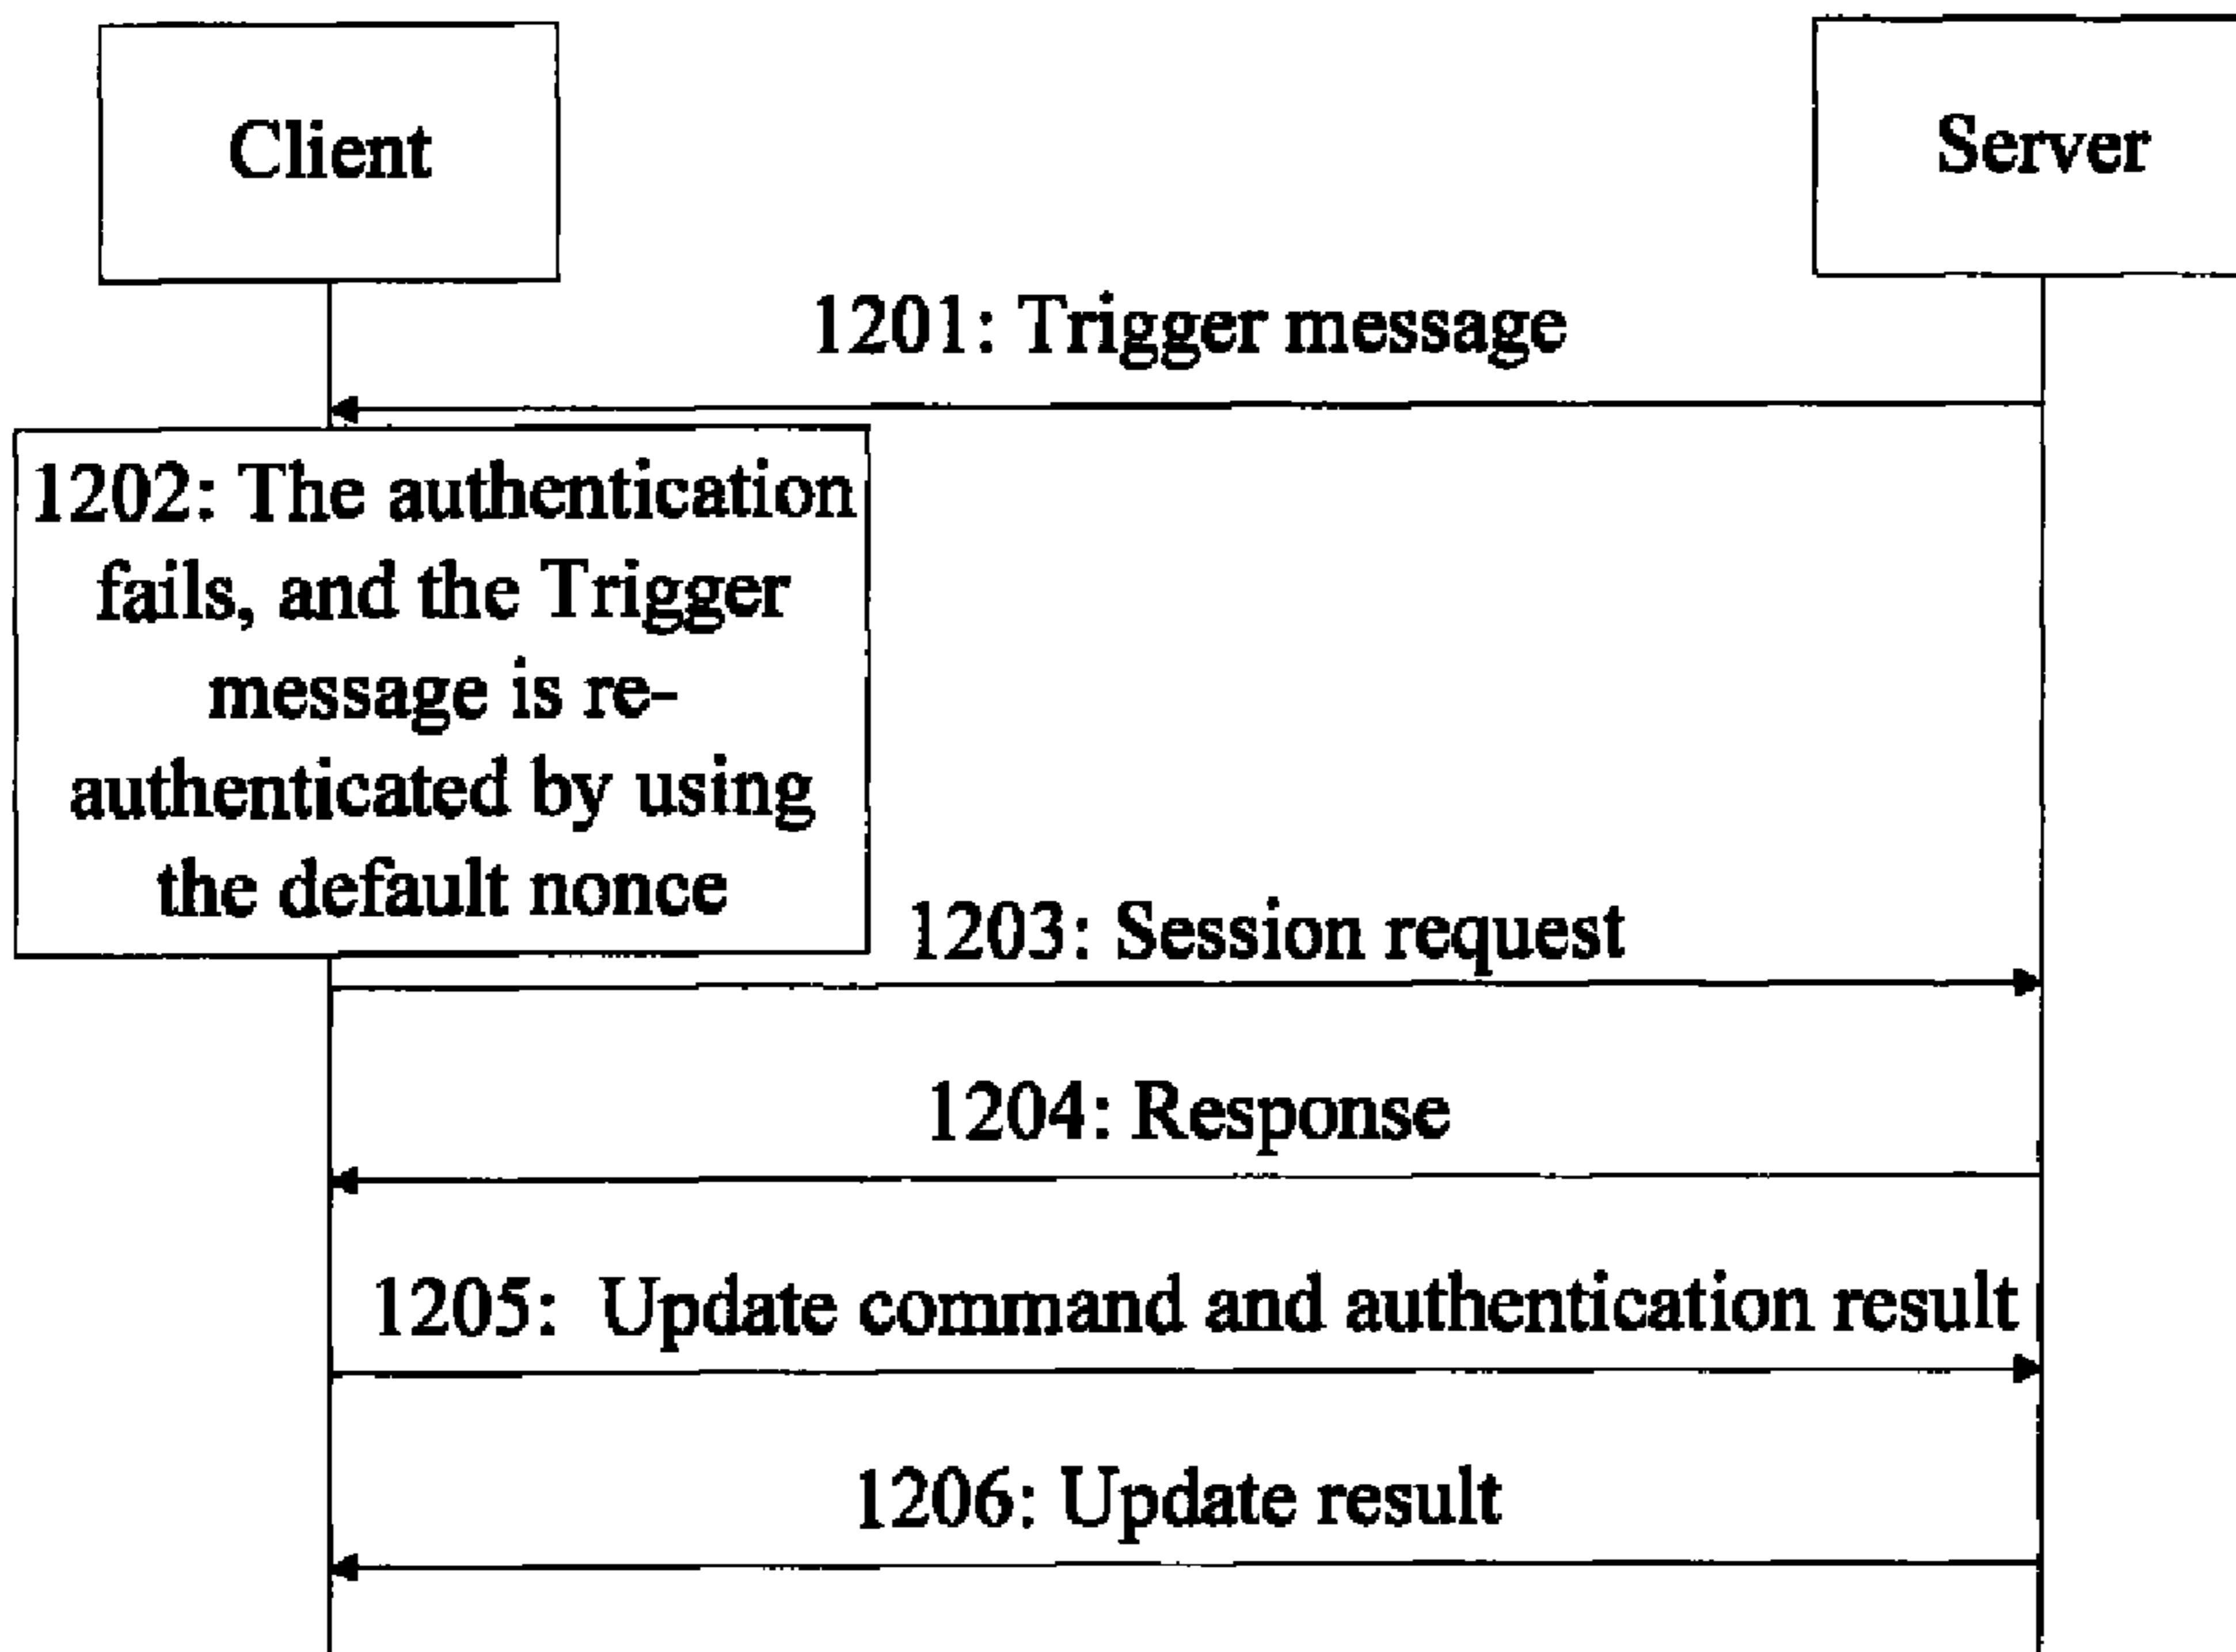 Client
Server
1201: Trigger message
1202: The authentication
fails, and the Trigger
message is re-
authenticated by using
the default nonce
1203: Session request
1204: Response
1205: Update command and authentication result
1206: Update result